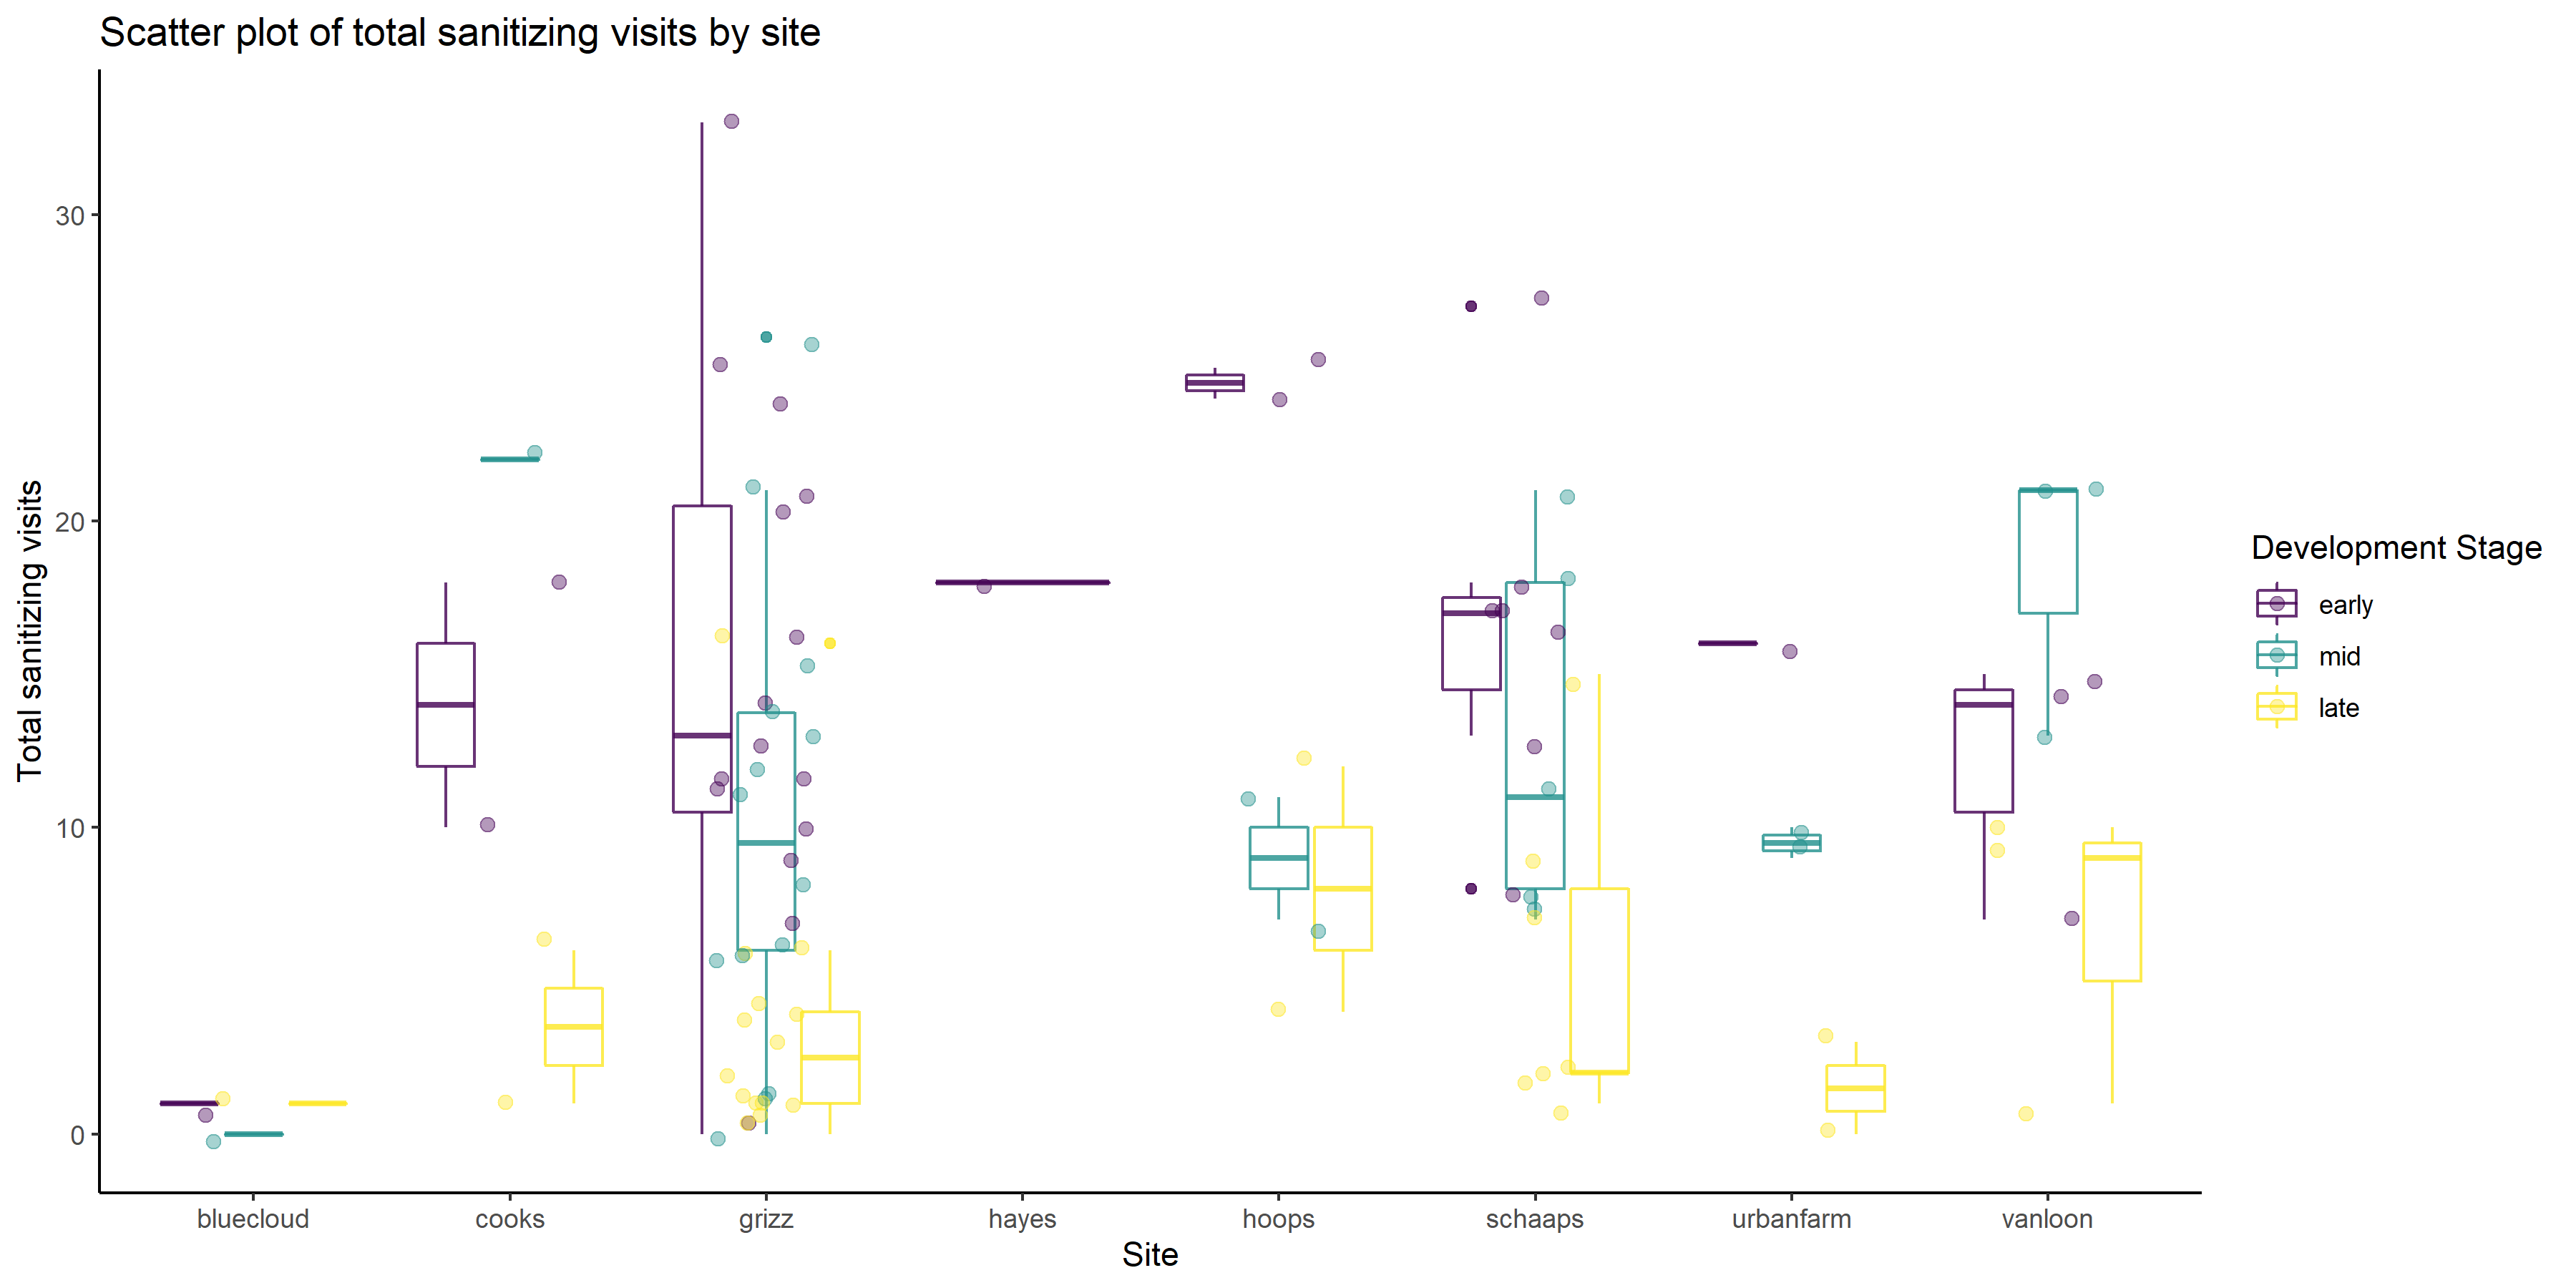 Scatter plot of total sanitizing visits by site
Total sanitizing visits
30
20
10
0
bluecloud
cooks
grizz
hayes
hoops
schaaps
urbanfarm
vanloon
Site
Development Stage
early
mid
late